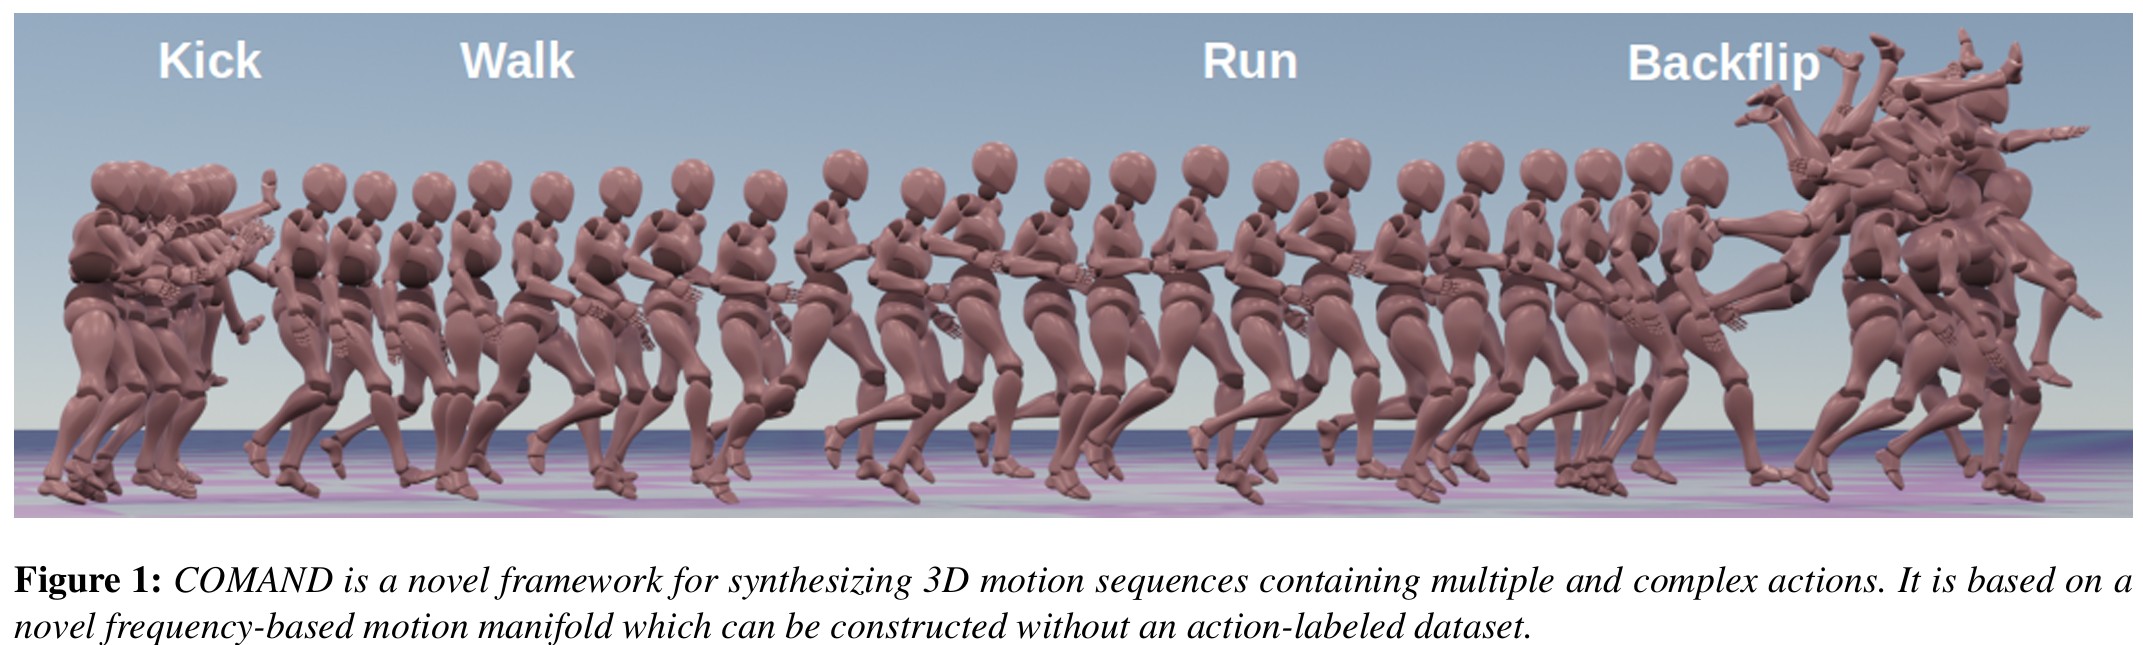 Kick Walk Run Backflip
Figure 1: COMAND is a novel framework for synthesizing 3D motion sequences containing multiple and complex actions. It is based on a
novel frequency-based motion manifold which can be constructed without an action-labeled dataset.